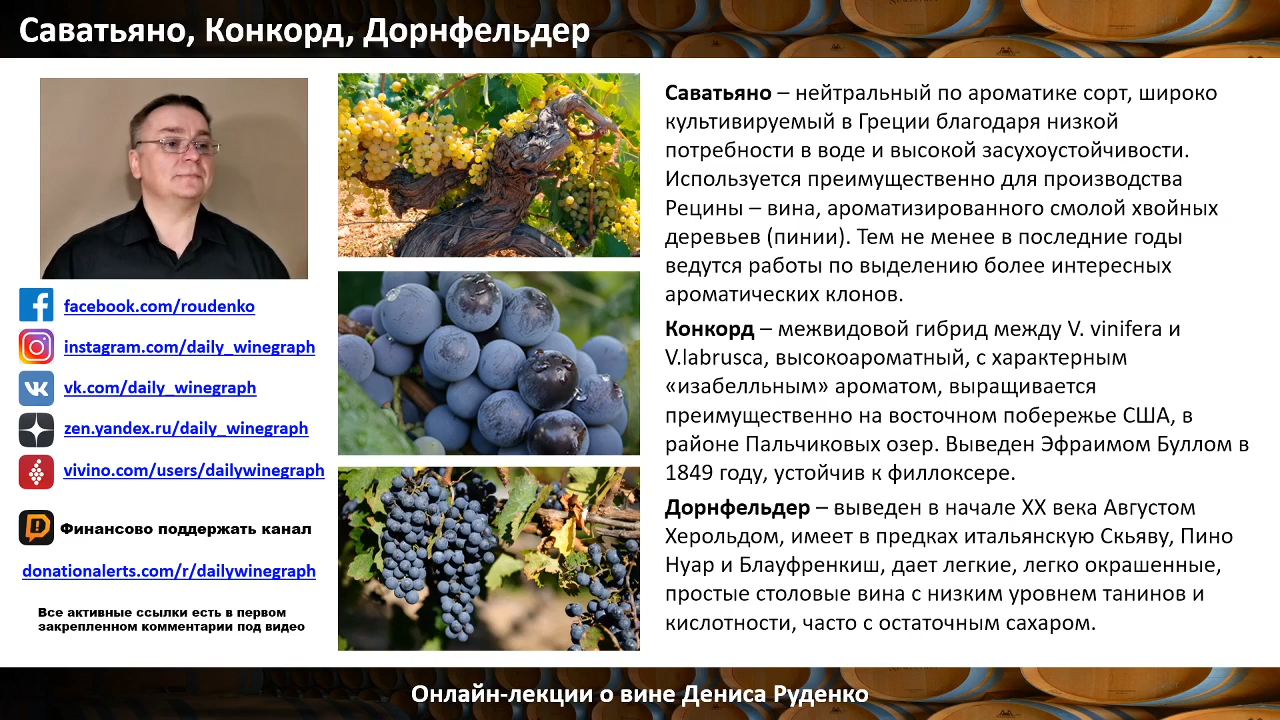 Саватьяно, Конкорд, Дорнфельдер
facebook.com/roudenko
instagram.com/daily_winegraph
vk.com/daily_winegraph
zen.yandex.ru/daily_winegraph
vivino.com/users/dailywinegraph
Финансово поддержать канал
donationalerts.com/r/dailywinegraph
Все активные ссылки есть в первом
закрепленном комментарии под видео
Саватьяно – нейтральный по ароматике сорт, широко
культивируемый в Греции благодаря низкой
потребности в воде и высокой засухоустойчивости.
Используется преимущественно для производства
Рецины – вина, ароматизированного смолой хвойных
деревьев (пинии). Тем не менее в последние годы
ведутся работы по выделению более интересных
ароматических клонов.
Конкорд – межвидовой гибрид между V. vinifera и
V.labrusca, высокоароматный, с характерным
«изабелльным» ароматом, выращивается
преимущественно на восточном побережье США, в
районе Пальчиковых озер. Выведен Эфраимом Буллом в
1849 году, устойчив к филлоксере.
Дорнфельдер – выведен в начале XX века Августом
Херольдом, имеет в предках итальянскую Скьяву, Пино
Нуар и Блауфренкиш, дает легкие, легко окрашенные,
простые столовые вина с низким уровнем танинов и
кислотности, часто с остаточным сахаром.
Онлайн-лекции о вине Дениса Руденко